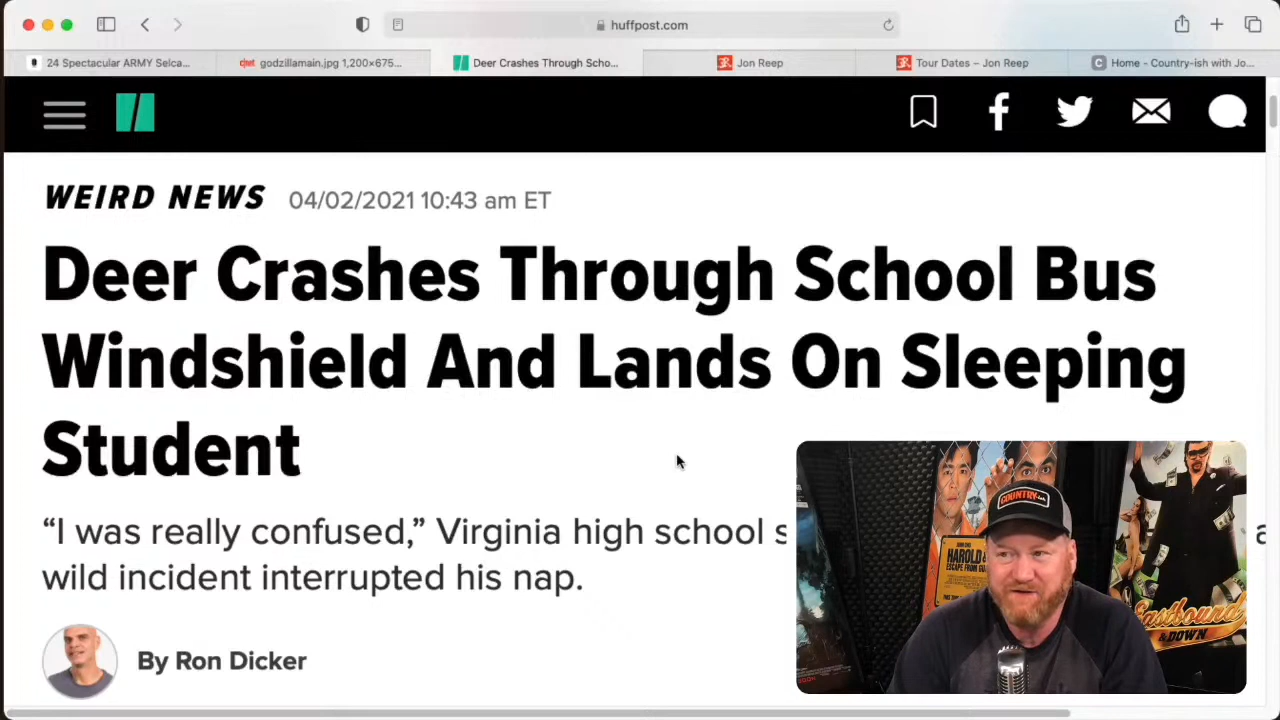 huffpost.com
24 Spectacular ARMY Selca...
godzillamain.jpg 1,200×675...
Deer Crashes Through Scho...
Jon Reep
Tour Dates – Jon Reep
Home - Country-ish with Jo...
WEIRD NEWS 04/02/2021 10:43 am ET
Deer Crashes Through School Bus
Windshield And Lands On Sleeping
Student
“I was really confused,” Virginia high school s
wild incident interrupted his nap.
By Ron Dicker
COUNTRY-ish
HAROLD &
Eastbound
& DOWN